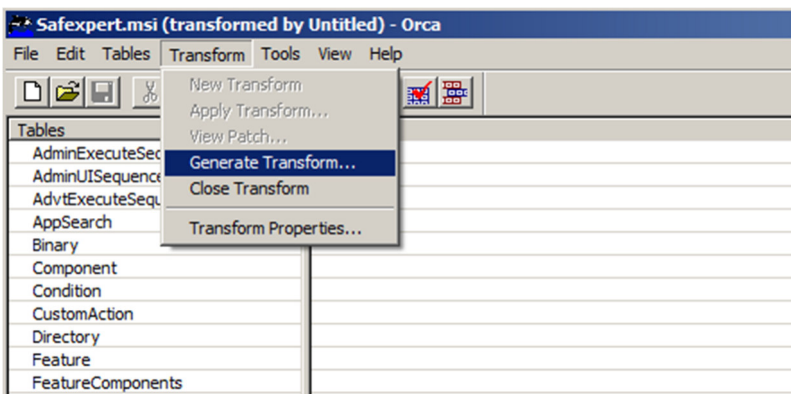 Safexpert.msi (transformed by Untitled) - Orca
File Edit Tables Transform Tools View Help
New Transform
Apply Transform...
View Patch...
Generate Transform...
Close Transform
Transform Properties...
Tables
AdminExecuteSec
AdminUISequence
AdvtExecuteSequ
AppSearch
Binary
Component
Condition
CustomAction
Directory
Feature
FeatureComponents